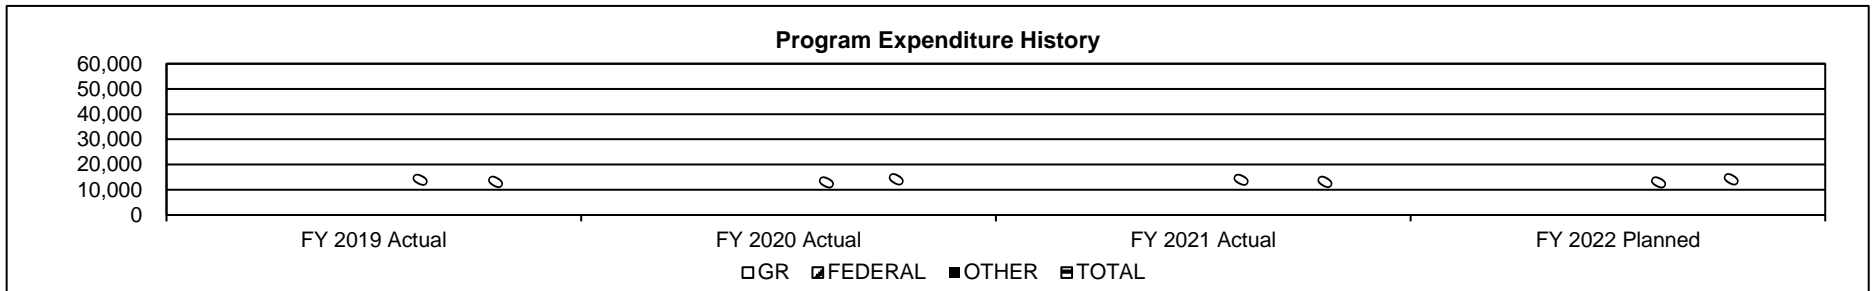 Program Expenditure History
60,000
50,000
40,000
30,000
20,000
10,000
0
0 0 0 0 0 0 0 0
FY 2019 Actual FY 2020 Actual FY 2021 Actual FY 2022 Planned
GR FEDERAL OTHER TOTAL